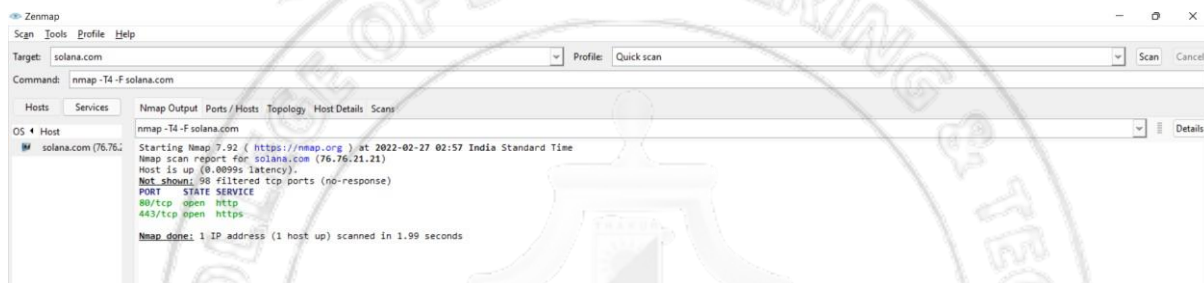 Zenmap
Scan Tools Profile Help
Target: solana.com Profile: Quick scan Scan Cancel
Command: nmap -T4 -F solana.com
Hosts Services Nmap Output Ports / Hosts Topology Host Details Scans
OS Host nmap -T4 -F solana.com Details
solana.com (76.76.2
Starting Nmap 7.92 ( https://nmap.org ) at 2022-02-27 02:57 India Standard Time
Nmap scan report for solana.com (76.76.21.21)
Host is up (0.0099s latency).
Not shown: 98 filtered tcp ports (no-response)
PORT STATE SERVICE
80/tcp open http
443/tcp open https
Nmap done: 1 IP address (1 host up) scanned in 1.99 seconds